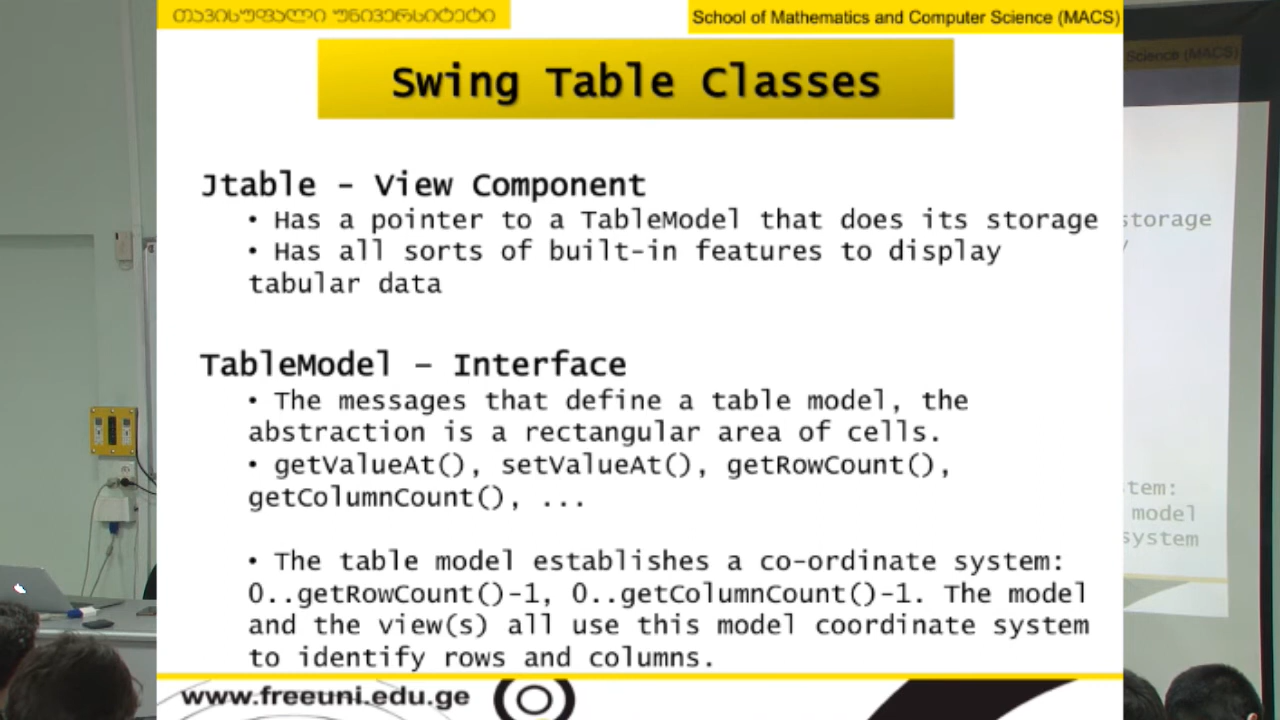 თავისუფალი უნივერსიტეტი
School of Mathematics and Computer Science (MACS)
Science (MACS)
Swing Table Classes
Jtable - View Component
• Has a pointer to a TableModel that does its storage
storage
• Has all sorts of built-in features to display
tabular data
TableModel – Interface
• The messages that define a table model, the
abstraction is a rectangular area of cells.
• getValueAt(), setValueAt(), getRowCount(),
getColumnCount(), ...
tem:
model
system
• The table model establishes a co-ordinate system:
0..getRowCount()-1, 0..getColumnCount()-1. The model
and the view(s) all use this model coordinate system
to identify rows and columns.
www.freeuni.edu.ge